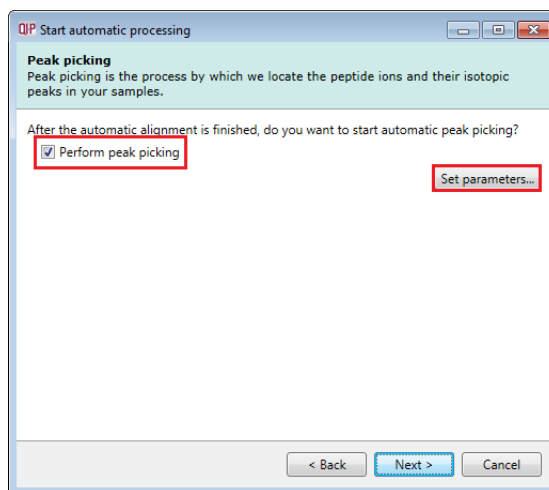 QIP Start automatic processing
Peak picking
Peak picking is the process by which we locate the peptide ions and their isotopic
peaks in your samples.
After the automatic alignment is finished, do you want to start automatic peak picking?
Perform peak picking
Set parameters...
< Back Next > Cancel